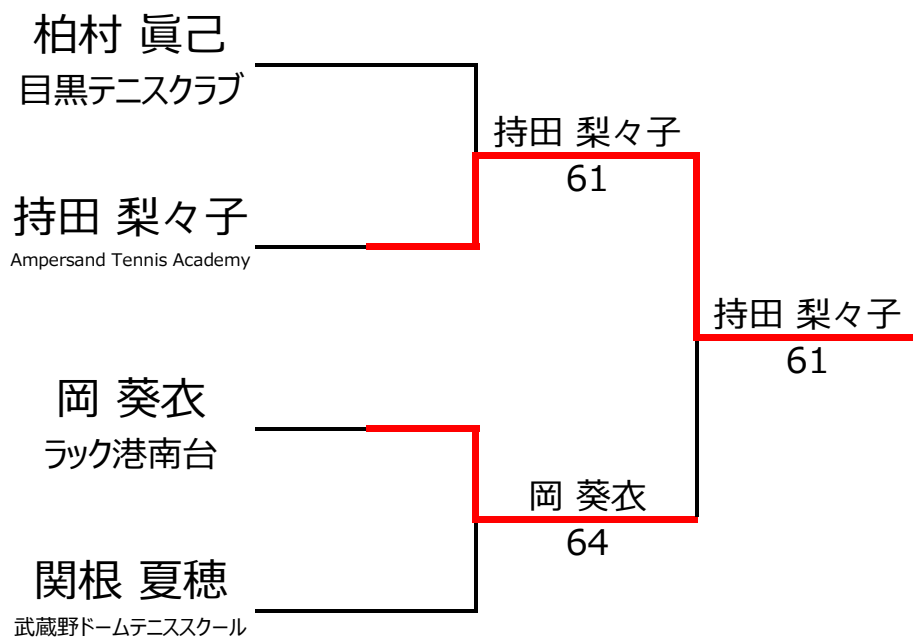 柏村 眞己
目黒テニスクラブ
持田 梨々子
61
持田 梨々子
Ampersand Tennis Academy
持田 梨々子
61
岡 葵衣
ラック港南台
岡 葵衣
64
関根 夏穂
武蔵野ドームテニススクール